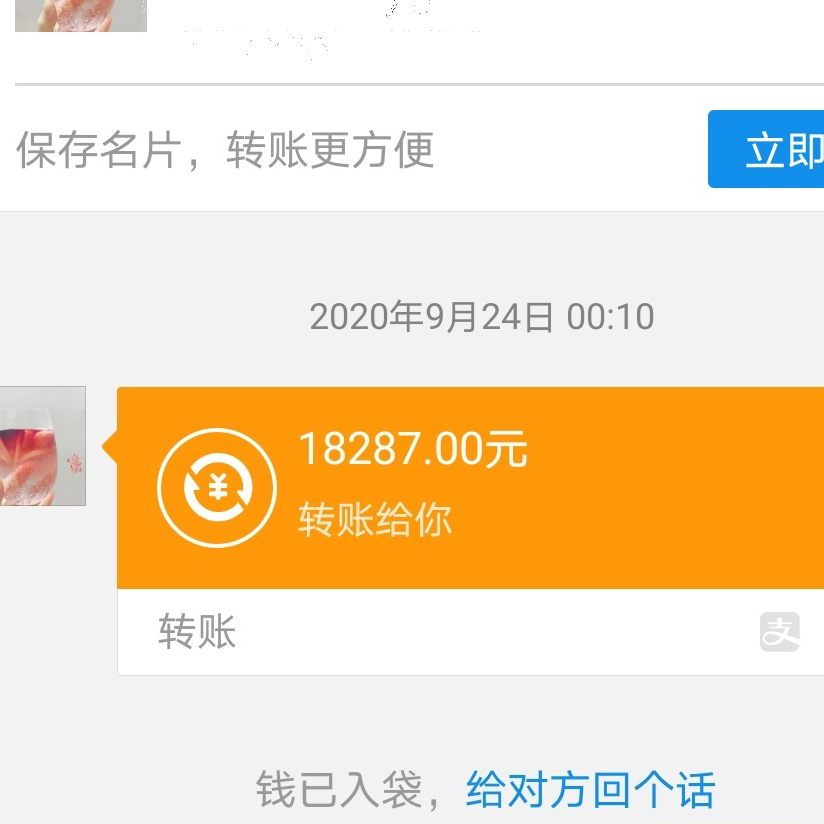 保存名片，转账更方便
立即
2020年9月24日 00:10
18287.00元
转账给你
转账
支
钱已入袋，给对方回个话